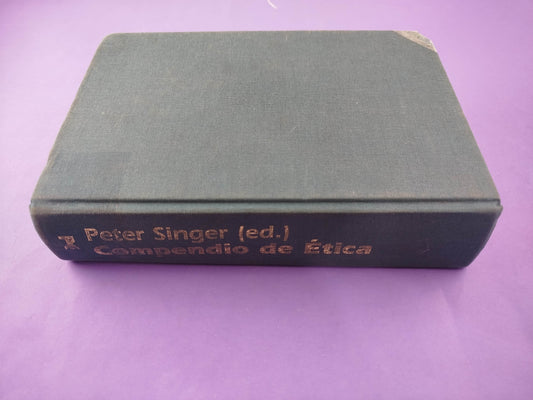 Peter Singer (ed.)
Compendio de Ética